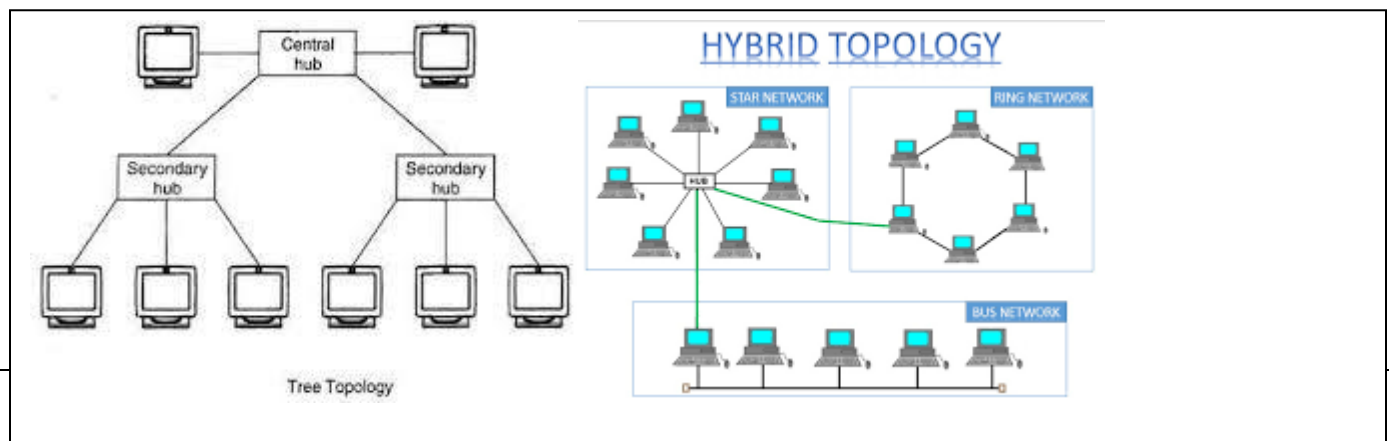 Central
hub
Secondary
hub
Secondary
hub
Tree Topology
HYBRID TOPOLOGY
STAR NETWORK
HUB
RING NETWORK
BUS NETWORK